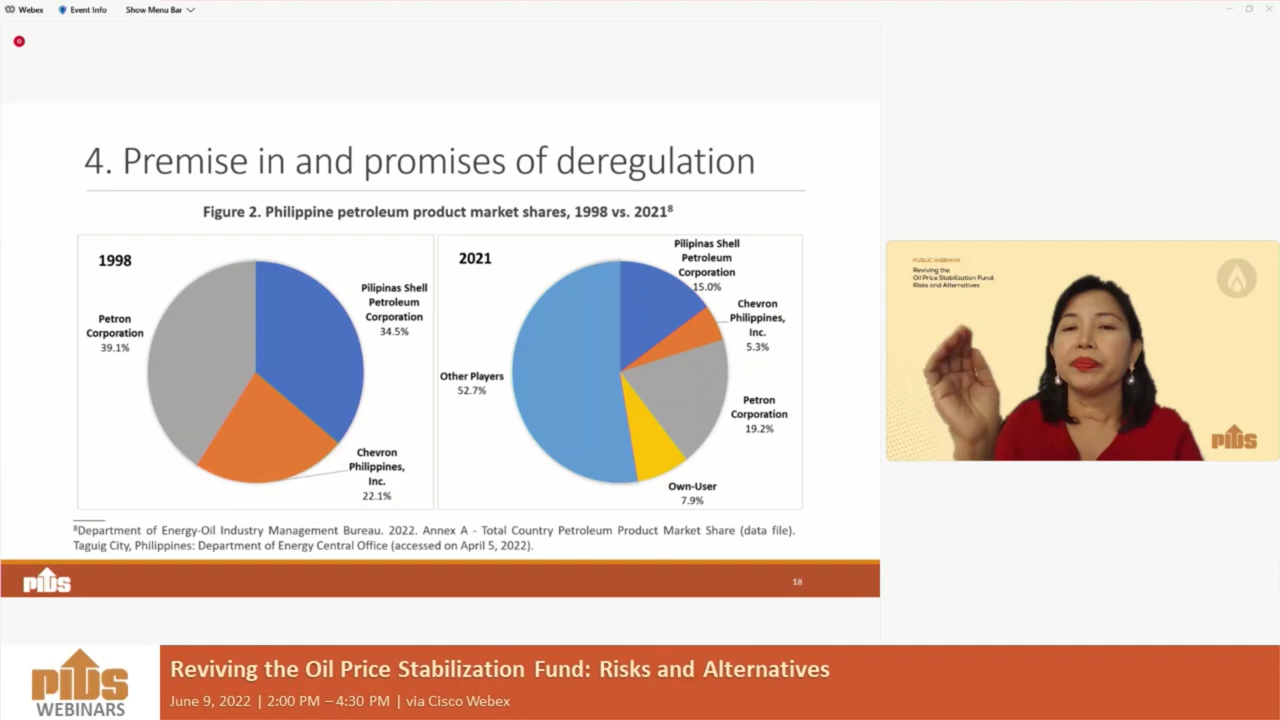 Webex
Event Info
Show Menu Bar
4. Premise in and promises of deregulation
Figure 2. Philippine petroleum product market shares, 1998 vs. 2021⁸
1998
Pilipinas Shell
Petroleum
Corporation
34.5%
Petron
Corporation
39.1%
Chevron
Philippines,
Inc.
22.1%
2021
Pilipinas Shell
Petroleum
Corporation
15.0%
Chevron
Philippines,
Inc.
5.3%
Other Players
52.7%
Petron
Corporation
19.2%
Own-User
7.9%
⁸Department of Energy-Oil Industry Management Bureau. 2022. Annex A - Total Country Petroleum Product Market Share (data file).
Taguig City, Philippines: Department of Energy Central Office (accessed on April 5, 2022).
PIDS
18
PUBLIC WEBINAR
Reviving the
Oil Price Stabilization Fund:
Risks and Alternatives
PIDS
PIDS
WEBINARS
Reviving the Oil Price Stabilization Fund: Risks and Alternatives
June 9, 2022 | 2:00 PM – 4:30 PM | via Cisco Webex